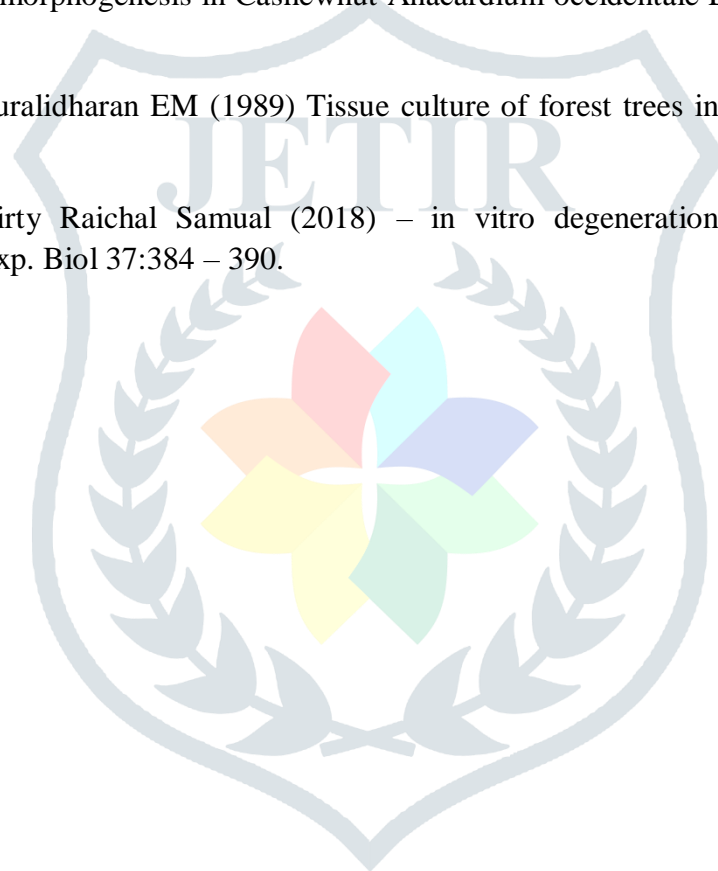 morphogenesis in Cashewnut Anacardium occidentale
uralidharan EM (1989) Tissue culture of forest trees in
JETIR
irty Raichal Samual (2018) – in vitro degeneration
xp. Biol 37:384 – 390.